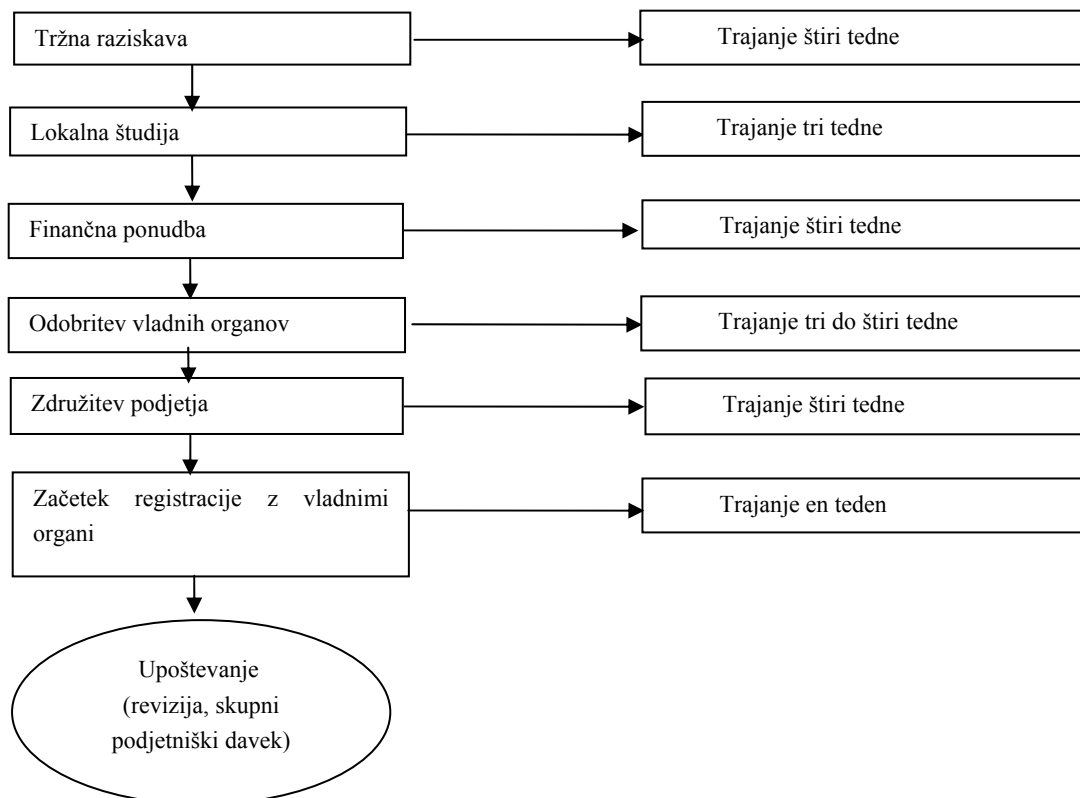 Tržna raziskava
Trajanje štiri tedne
Lokalna študija
Trajanje tri tedne
Finančna ponudba
Trajanje štiri tedne
Odobritev vladnih organov
Trajanje tri do štiri tedne
Združitev podjetja
Trajanje štiri tedne
Začetek registracije z vladnimi
organi
Trajanje en teden
Upoštevanje
(revizija, skupni
podjetniški davek)